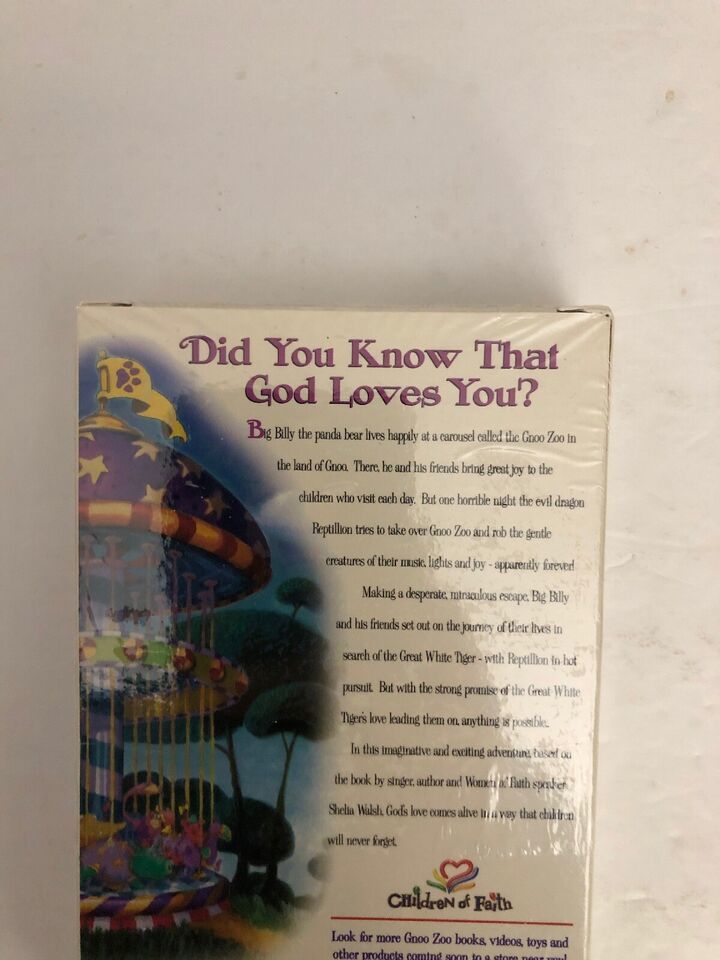 Did You Know That
God Loves You?
Big Billy the panda bear lives happily at a carousel called the Gnoo Zoo in
the land of Gnoo. There, he and his friends bring great joy to the
children who visit each day. But one horrible night the evil dragon
Reptillion tries to take over Gnoo Zoo and rob the gentle
creatures of their music, lights and joy - apparently forever!
Making a desperate, miraculous escape, Big Billy
and his friends set out on the journey of their lives in
search of the Great White Tiger - with Reptillion in hot
pursuit. But with the strong promise of the Great White
Tiger's love leading them on, anything is possible.
In this imaginative and exciting adventure, based on
the book by singer, author and Women of Faith speaker
Sheila Walsh, God's love comes alive in a way that children
will never forget.
Children of Faith
Look for more Gnoo Zoo books, videos, toys and
other products coming soon to a store near you!